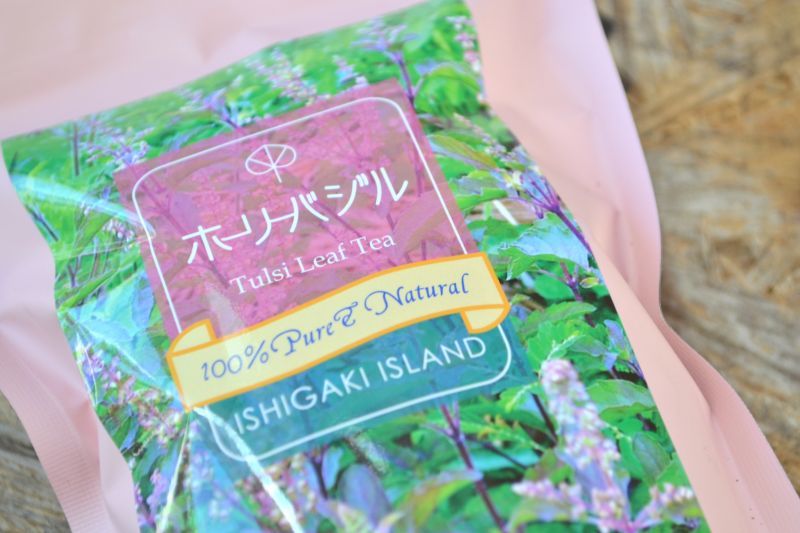 ホーリーバジル
Tulsi Leaf Tea
100% Pure & Natural
ISHIGAKI ISLAND